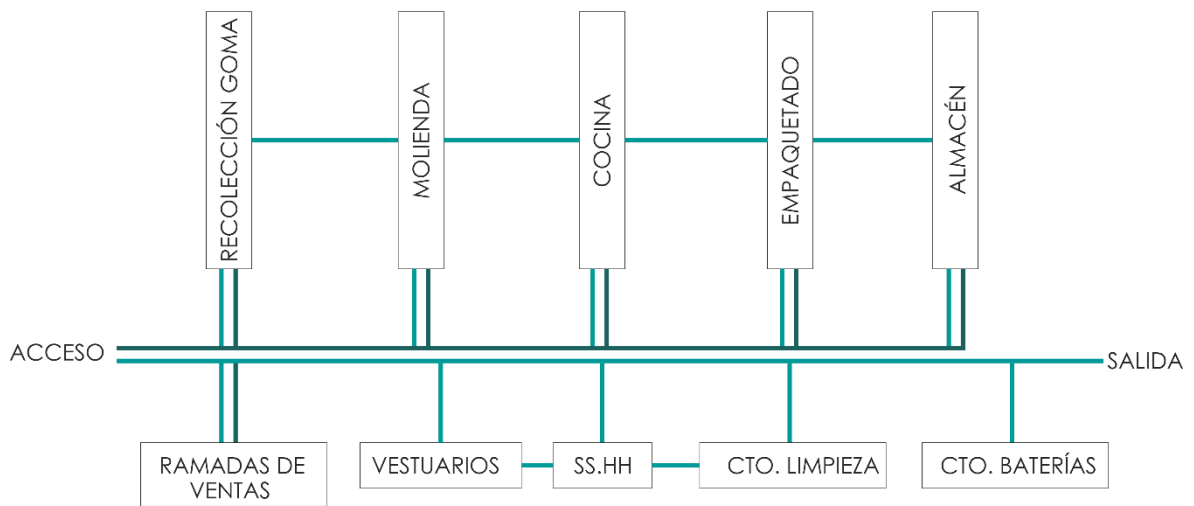 RECOLECCIÓN GOMA
MOLIENDA
COCINA
EMPAQUETADO
ALMACÉN
ACCESO
SALIDA
RAMADAS DE
VENTAS
VESTUARIOS
SS.HH
CTO. LIMPIEZA
CTO. BATERÍAS